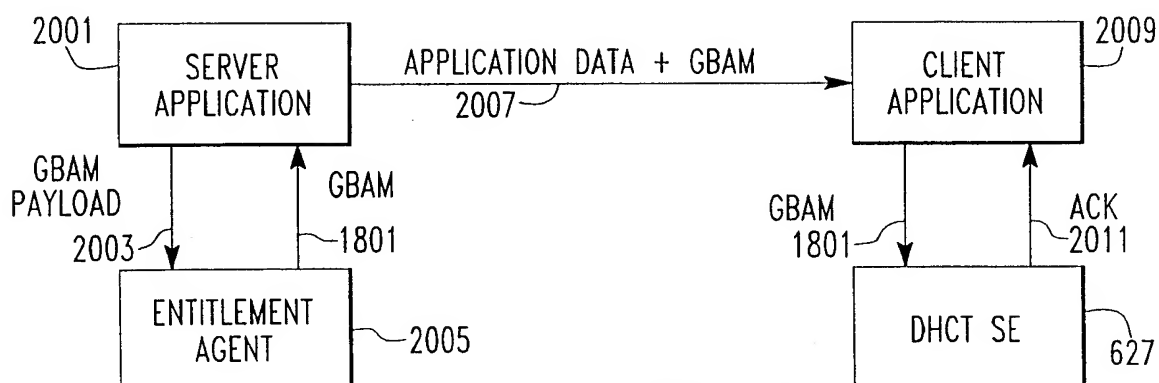 2001
SERVER
APPLICATION
APPLICATION DATA + GBAM
2007
CLIENT
APPLICATION
2009
GBAM
PAYLOAD
2003
GBAM
1801
GBAM
1801
ACK
2011
ENTITLEMENT
AGENT
2005
DHCT SE
627